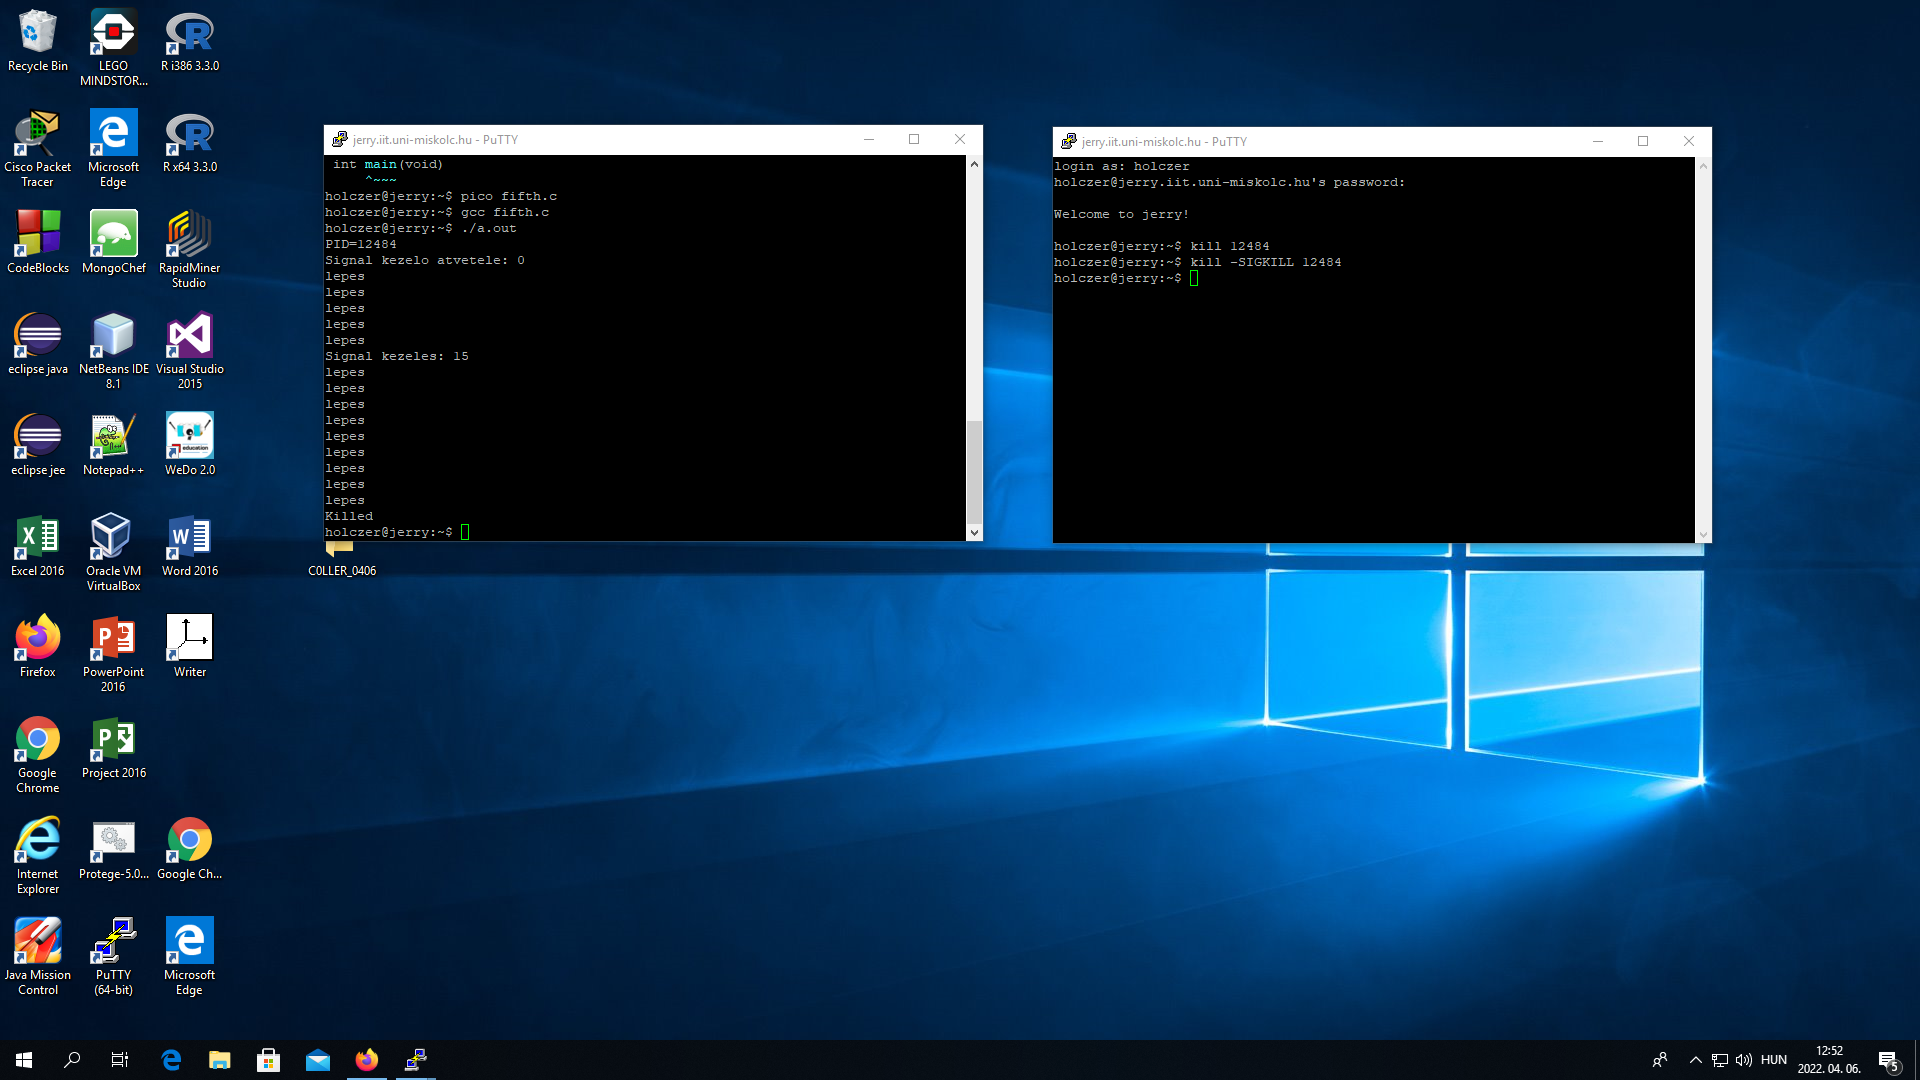 Recycle Bin
LEGO
MINDSTOR...
R i386 3.3.0
Cisco Packet
Tracer
Microsoft
Edge
R x64 3.3.0
CodeBlocks
MongoChef
RapidMiner
Studio
eclipse java
NetBeans IDE
8.1
Visual Studio
2015
eclipse jee
Notepad++
WeDo 2.0
Excel 2016
Oracle VM
VirtualBox
Word 2016
C0LLER_0406
Firefox
PowerPoint
2016
Writer
Google
Chrome
Project 2016
Internet
Explorer
Protege-5.0...
Google Ch...
Java Mission
Control
PuTTY
(64-bit)
Microsoft
Edge
jerry.iit.uni-miskolc.hu - PuTTY
int main(void)
^~~~
holczer@jerry:~$ pico fifth.c
holczer@jerry:~$ gcc fifth.c
holczer@jerry:~$ ./a.out
PID=12484
Signal kezelo atvetele: 0
lepes
lepes
lepes
lepes
lepes
Signal kezeles: 15
lepes
lepes
lepes
lepes
lepes
lepes
lepes
lepes
lepes
Killed
holczer@jerry:~$
jerry.iit.uni-miskolc.hu - PuTTY
login as: holczer
holczer@jerry.iit.uni-miskolc.hu's password:
Welcome to jerry!
holczer@jerry:~$ kill 12484
holczer@jerry:~$ kill -SIGKILL 12484
holczer@jerry:~$
HUN
12:52
2022. 04. 06.
5